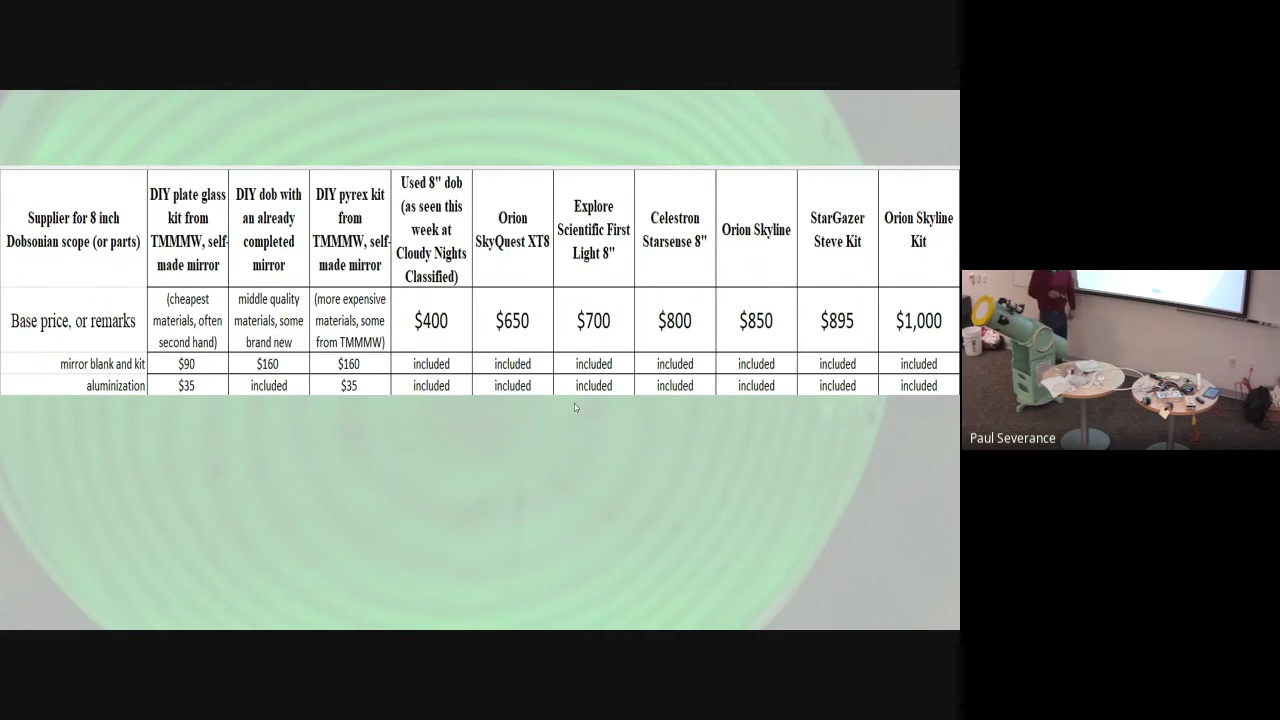 Supplier for 8 inch
Dobsonian scope (or parts)
DIY plate glass
kit from
TMMMW, self-
made mirror
DIY dob with
an already
completed
mirror
DIY pyrex kit
from
TMMMW, self-
made mirror
Used 8" dob
(as seen this
week at
Cloudy Nights
Classified)
Orion
SkyQuest XT8
Explore
Scientific First
Light 8"
Celestron
Starsense 8"
Orion Skyline
StarGazer
Steve Kit
Orion Skyline
Kit
Base price, or remarks
(cheapest
materials, often
second hand)
middle quality
materials, some
brand new
(more expensive
materials, some
from TMMMW)
$400
$650
$700
$800
$850
$895
$1,000
mirror blank and kit
$90
$160
$160
included
included
included
included
included
included
included
aluminization
$35
included
$35
included
included
included
included
included
included
included
Paul Severance